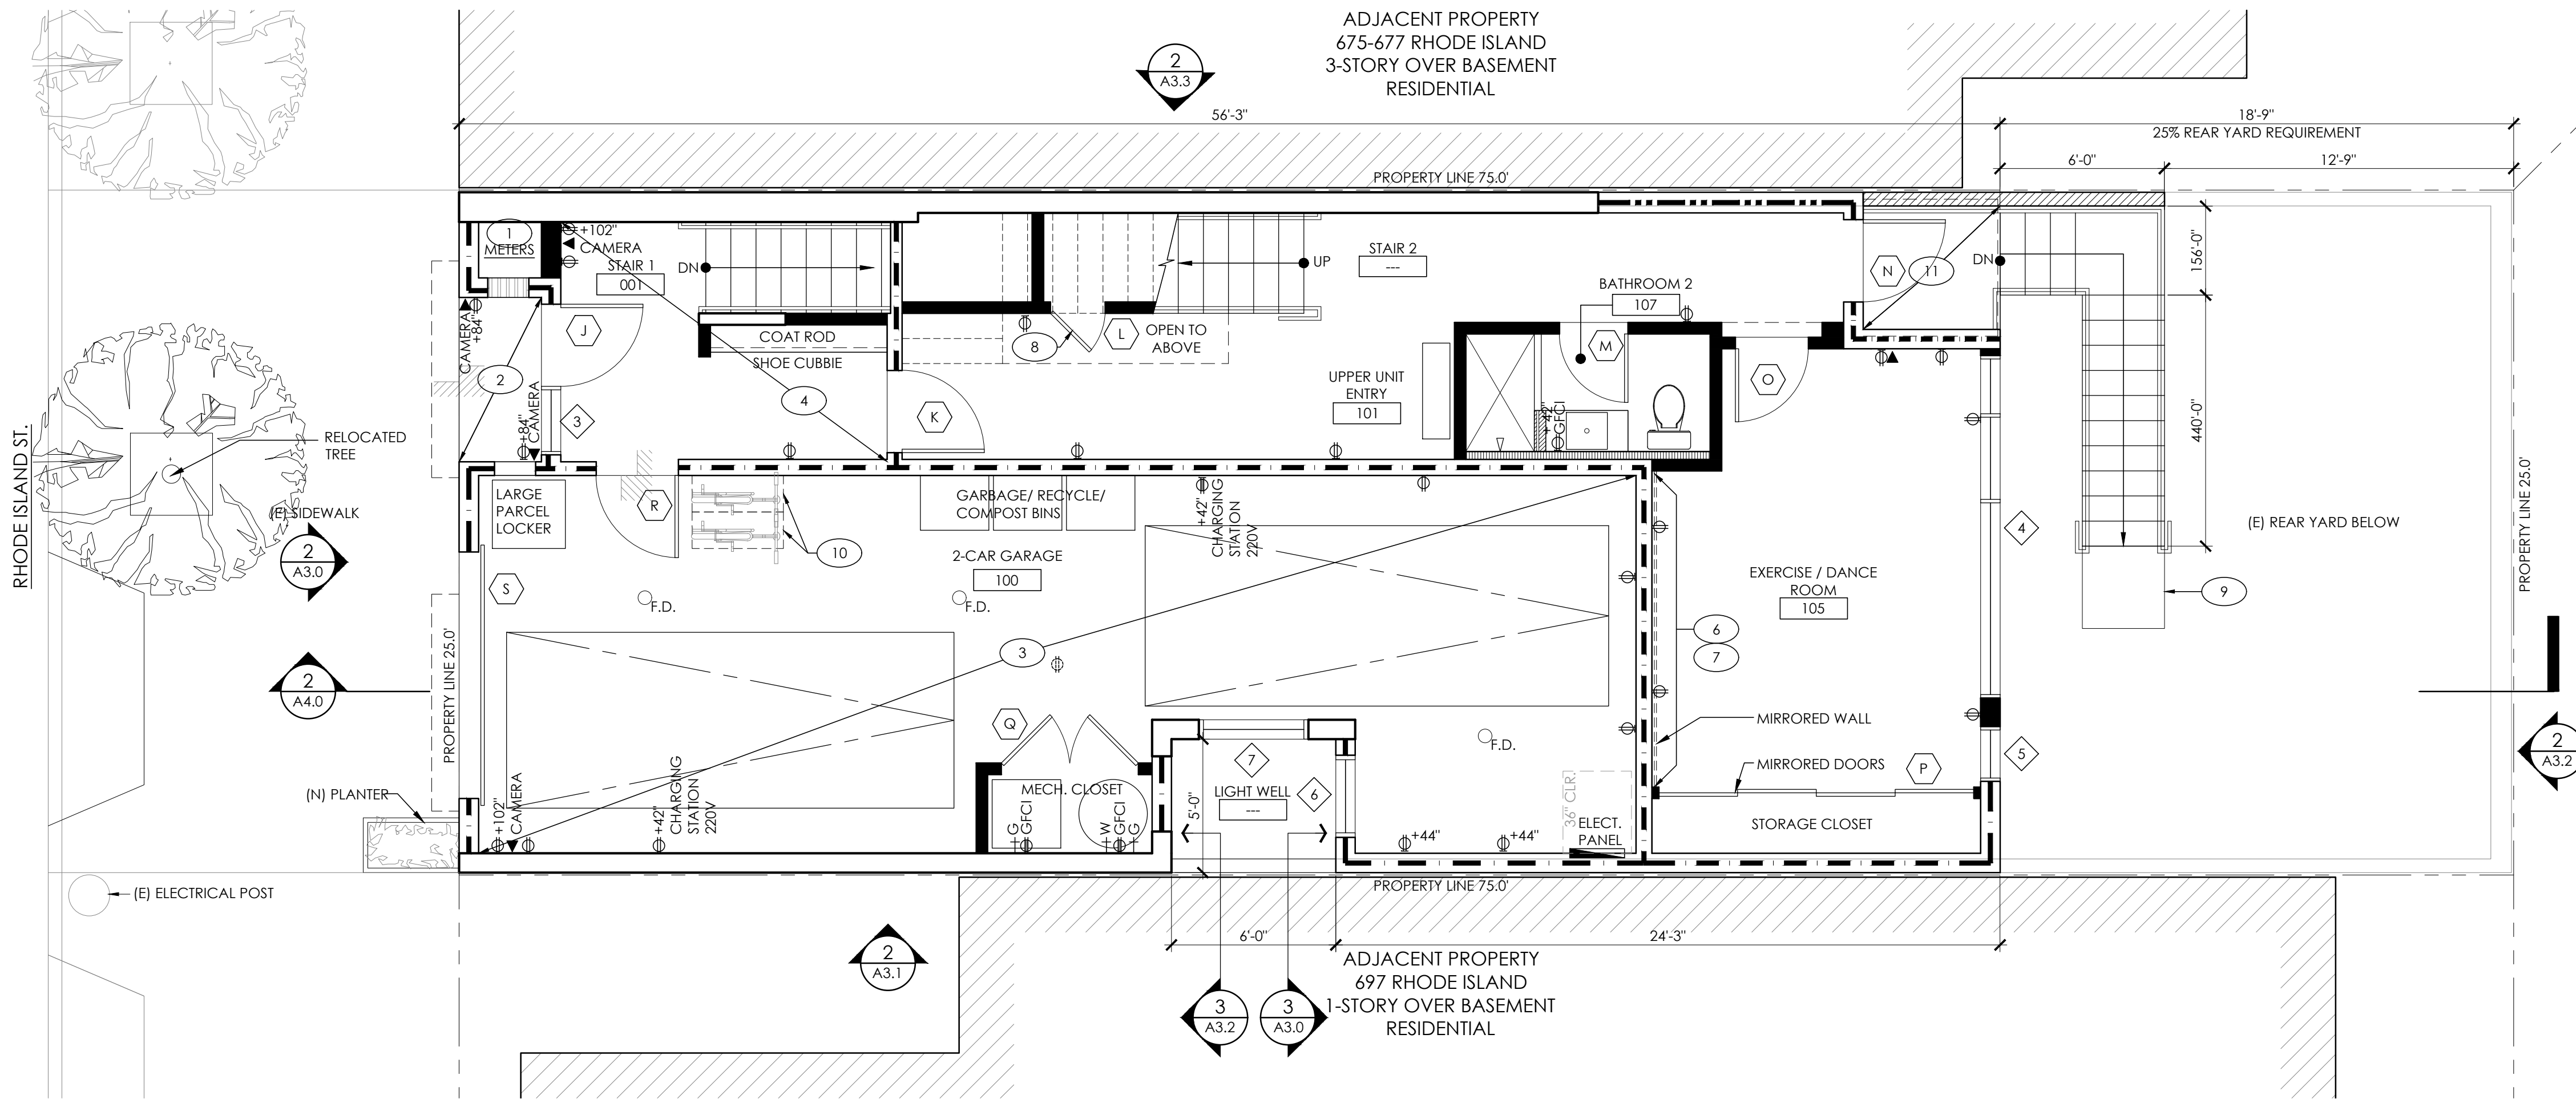 ADJACENT PROPERTY
675-677 RHODE ISLAND
3-STORY OVER BASEMENT
RESIDENTIAL
2
A3.3
56'-3"
18'-9"
25% REAR YARD REQUIREMENT
6'-0"
12'-9"
PROPERTY LINE 75.0'
1
METERS
+102"
CAMERA
STAIR 1
001
DN
UP
STAIR 2
---
BATHROOM 2
107
N
11
DN
156'-0"
440'-0"
CAMERA
+84"
J
COAT ROD
SHOE CUBBIE
8
L
OPEN TO
ABOVE
M
O
2
4
3
+84"
CAMERA
K
UPPER UNIT
ENTRY
101
+42"
GFCI
RHODE ISLAND ST.
RELOCATED
TREE
(E) SIDEWALK
2
A3.0
LARGE
PARCEL
LOCKER
R
10
GARBAGE/ RECYCLE/
COMPOST BINS
+42"
CHARGING
STATION
220V
2-CAR GARAGE
100
S
F.D.
F.D.
4
(E) REAR YARD BELOW
PROPERTY LINE 25.0'
EXERCISE / DANCE
ROOM
105
9
3
6
7
2
A4.0
PROPERTY LINE 25.0'
Q
F.D.
MIRRORED WALL
MIRRORED DOORS
P
5
2
A3.2
(N) PLANTER
+102"
CAMERA
+42"
CHARGING
STATION
220V
MECH. CLOSET
G
GFCI
W
GFCI
G
7
LIGHT WELL
---
6
5'-0"
+44"
+44"
36" CLR.
ELECT.
PANEL
STORAGE CLOSET
(E) ELECTRICAL POST
PROPERTY LINE 75.0'
2
A3.1
6'-0"
24'-3"
ADJACENT PROPERTY
697 RHODE ISLAND
1-STORY OVER BASEMENT
RESIDENTIAL
3
A3.2
3
A3.0